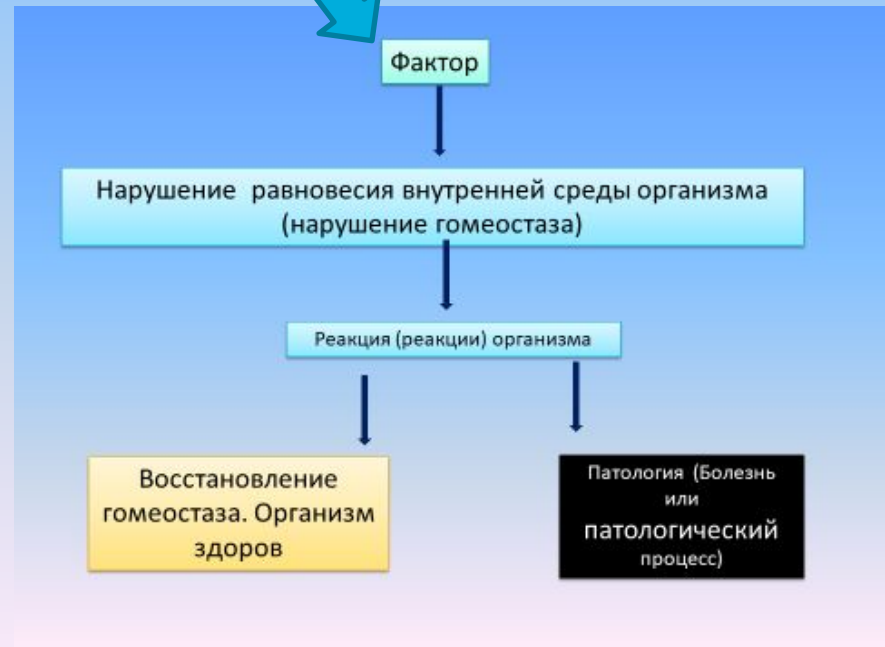 Фактор
Нарушение равновесия внутренней среды организма
(нарушение гомеостаза)
Реакция (реакции) организма
Восстановление
гомеостаза. Организм
здоров
Патология (Болезнь
или
патологический
процесс)